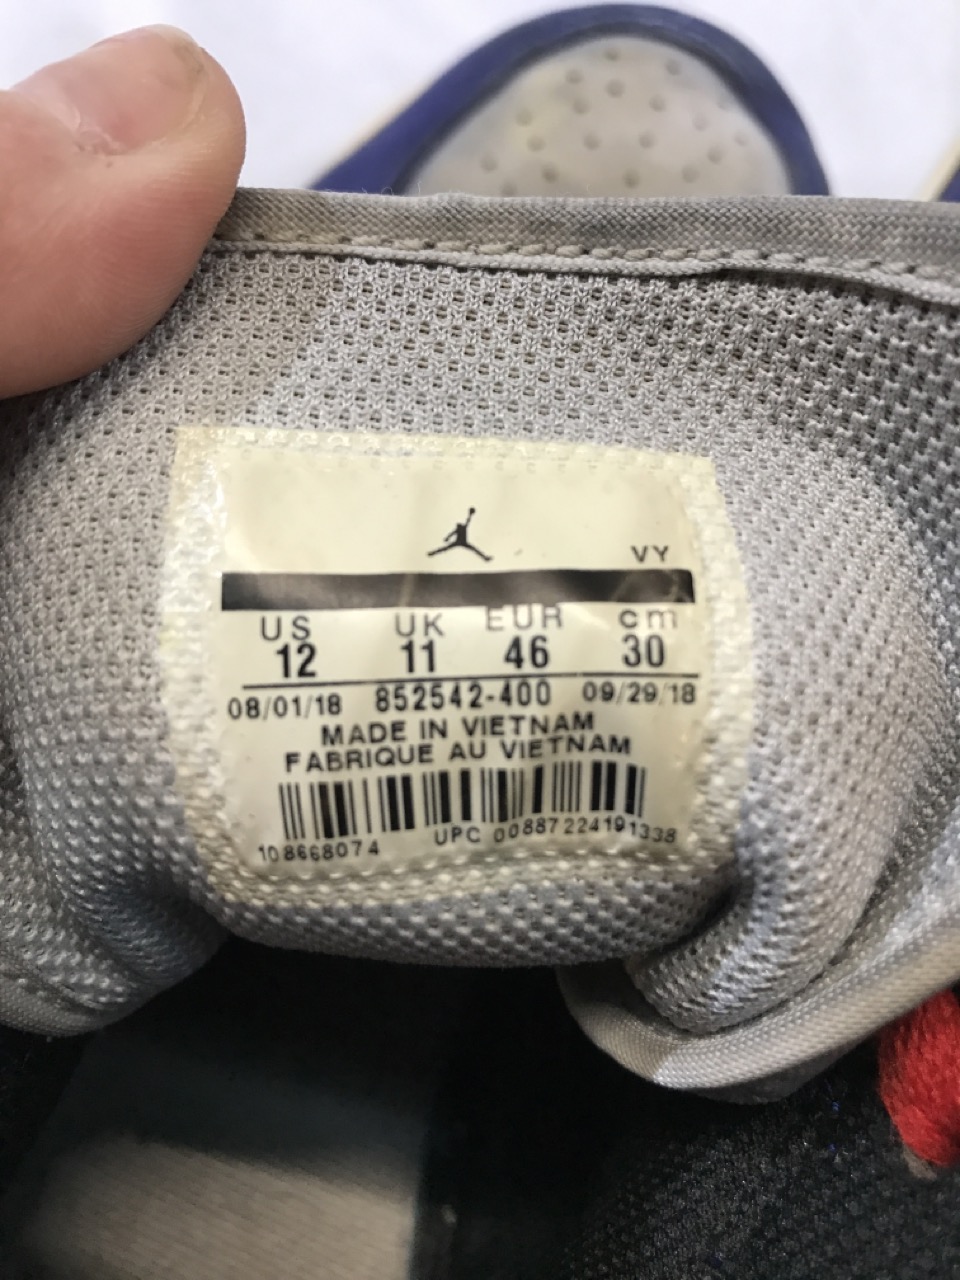 VY
US UK EUR cm
12 11 46 30
08/01/18 852542-400 09/29/18
MADE IN VIETNAM
FABRIQUE AU VIETNAM
108668074 UPC 00887224191338